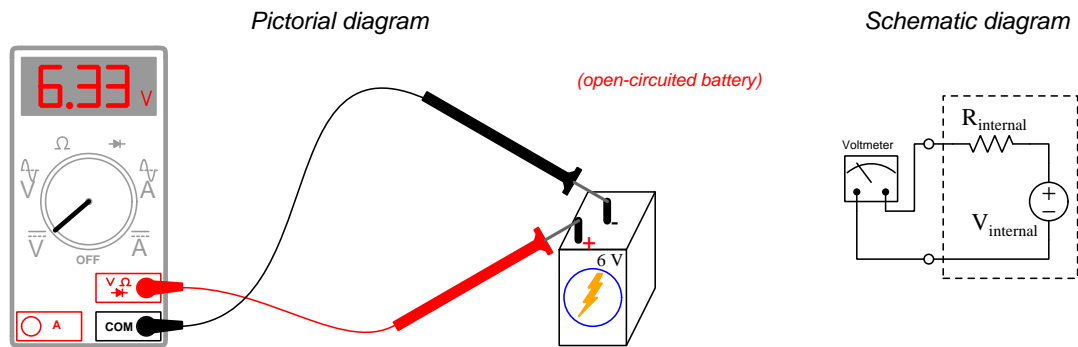 Pictorial diagram
Schematic diagram
6.33 V
(open-circuited battery)
Ω
V
A
V
A
OFF
V Ω
A
COM
-
+
6 V
Voltmeter
R internal
+
−
V internal